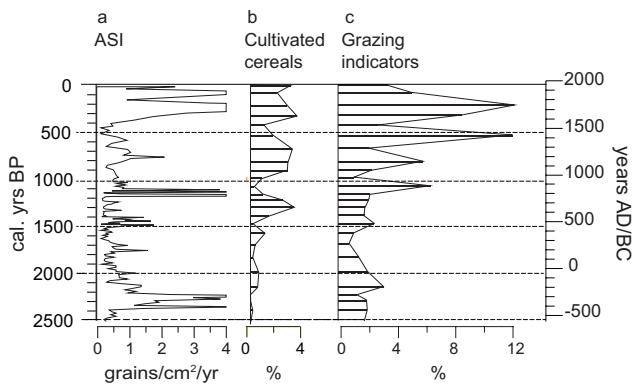 a b c
ASI Cultivated cereals Grazing indicators
0 500 1000 1500 2000 2500
cal. yrs BP
2000 1500 1000 500 0 -500
years AD/BC
0 1 2 3 4 0 4 0 4 8 12
grains/cm²/yr % %